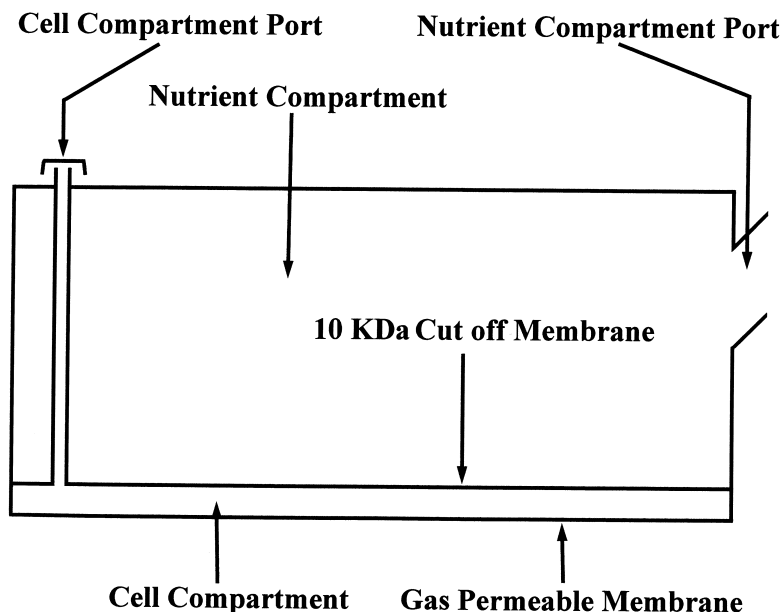 Cell Compartment Port
Nutrient Compartment Port
Nutrient Compartment
10 KDa Cut off Membrane
Cell Compartment
Gas Permeable Membrane